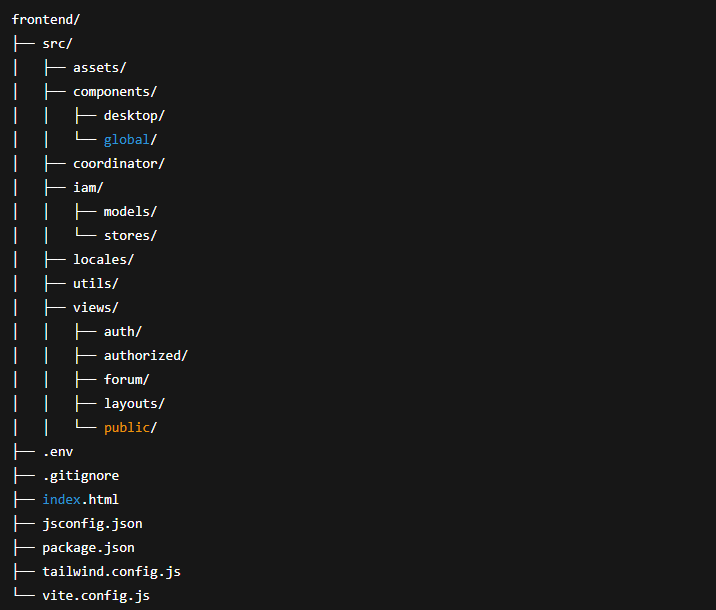 frontend/
├── src/
│   ├── assets/
│   ├── components/
│   │   ├── desktop/
│   │   └── global/
│   ├── coordinator/
│   ├── iam/
│   │   ├── models/
│   │   └── stores/
│   ├── locales/
│   ├── utils/
│   ├── views/
│   │   ├── auth/
│   │   ├── authorized/
│   │   ├── forum/
│   │   ├── layouts/
│   │   └── public/
├── .env
├── .gitignore
├── index.html
├── jsconfig.json
├── package.json
├── tailwind.config.js
└── vite.config.js